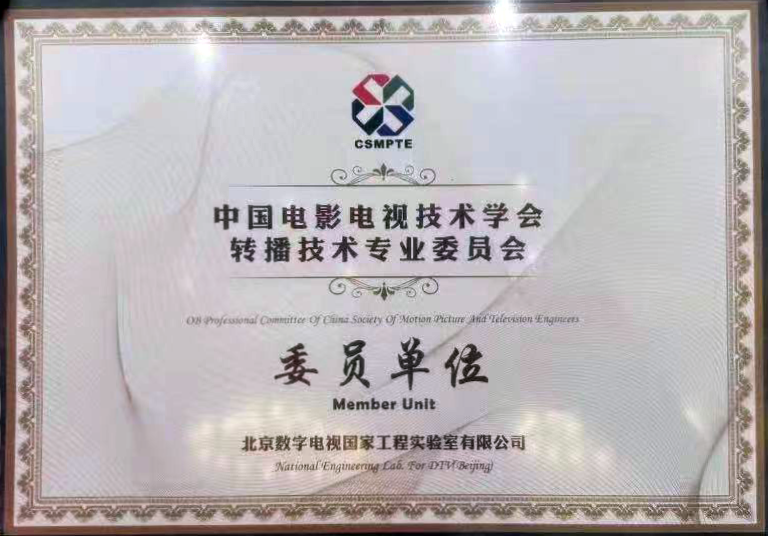 CSMPTE
中国电影电视技术学会
转播技术专业委员会
OB Professional Committee Of China Society Of Motion Picture And Television Engineers
委员单位
Member Unit
北京数字电视国家工程实验室有限公司
National Engineering Lab. For DTV(Beijing)